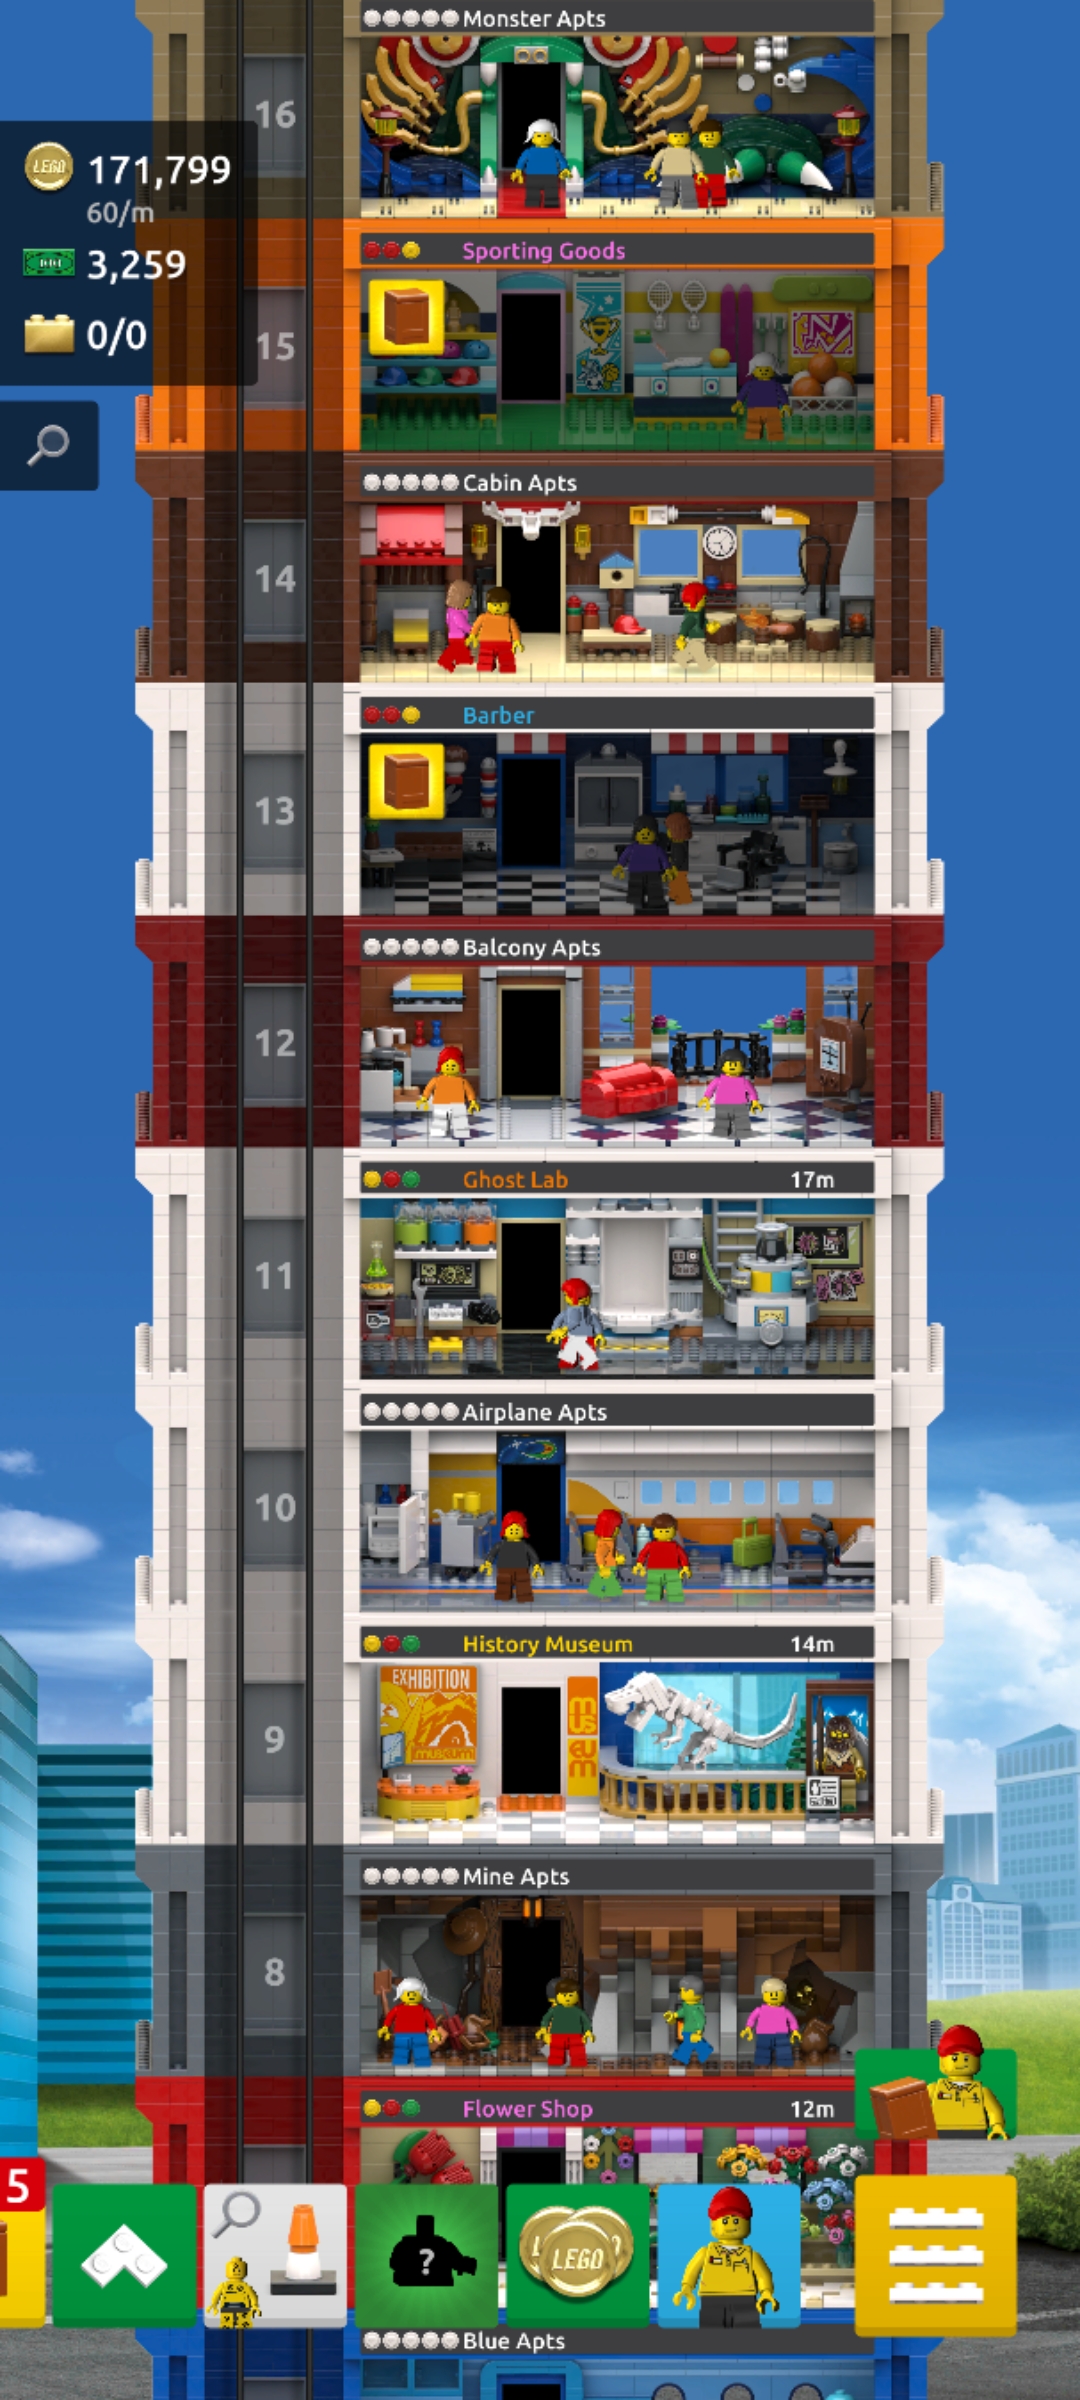 Monster Apts
16
LEGO 171,799
60/m
3,259
0/0
Sporting Goods
15
Cabin Apts
14
Barber
13
Balcony Apts
12
Ghost Lab 17m
11
Airplane Apts
10
History Museum 14m
EXHIBITION
museum
mus
eum
9
Mine Apts
8
Flower Shop 12m
5
?
LEGO
Blue Apts